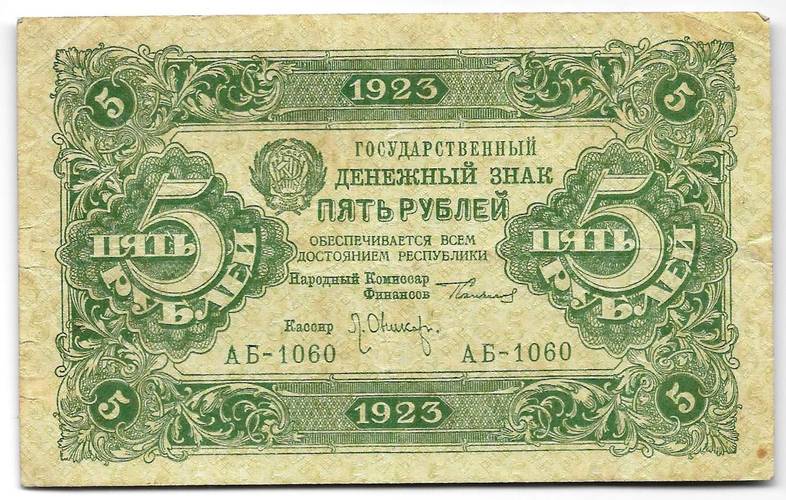 5 1923 5
ГОСУДАРСТВЕННЫЙ
ДЕНЕЖНЫЙ ЗНАК
ПЯТЬ РУБЛЕЙ
ОБЕСПЕЧИВАЕТСЯ ВСЕМ
ДОСТОЯНИЕМ РЕСПУБЛИКИ
5
ПЯТЬ
РУБЛЕЙ
5
ПЯТЬ
РУБЛЕЙ
Народный Комиссар
Финансов
Кассир
АБ-1060 АБ-1060
5 1923 5